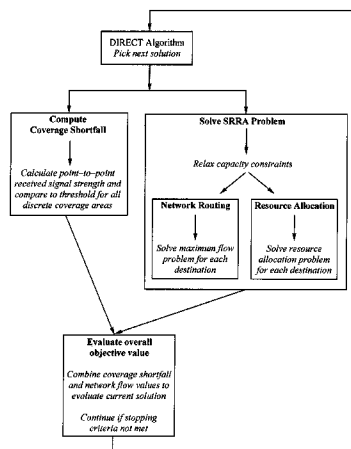 DIRECT Algorithm
Pick next solution
Compute
Coverage Shortfall
Calculate point–to–point
received signal strength and
compare to threshold for all
discrete coverage areas
Solve SRRA Problem
Relax capacity constraints
Network Routing
Solve maximum flow
problem for each
destination
Resource Allocation
Solve resource
allocation problem
for each destination
Evaluate overall
objective value
Combine coverage shortfall
and network flow values to
evaluate current solution
Continue if stopping
criteria not met